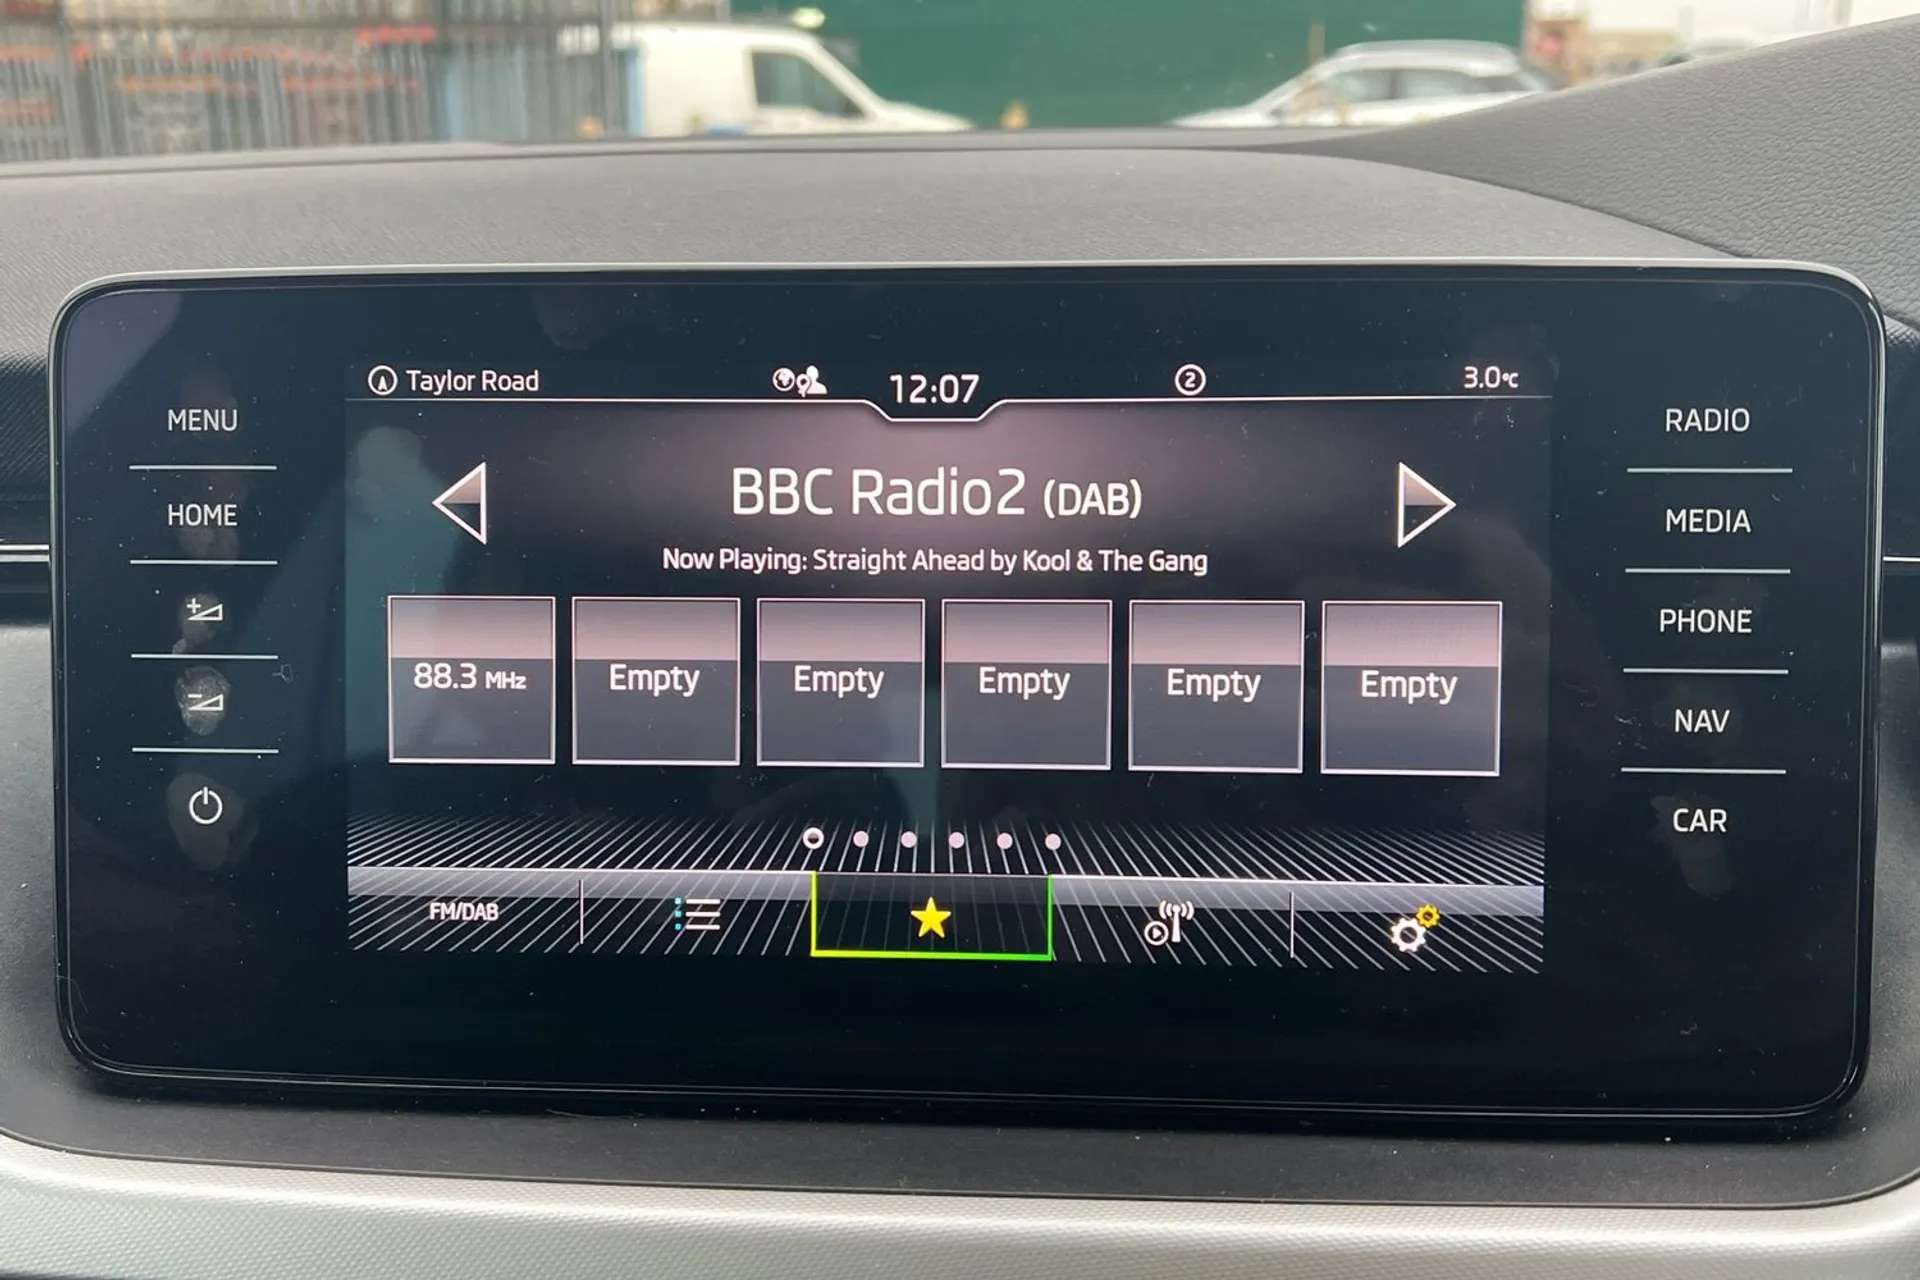 Taylor Road
12:07
2
3.0°C
MENU
HOME
BBC Radio2 (DAB)
Now Playing: Straight Ahead by Kool & The Gang
88.3 MHz
Empty
Empty
Empty
Empty
Empty
FM/DAB
RADIO
MEDIA
PHONE
NAV
CAR